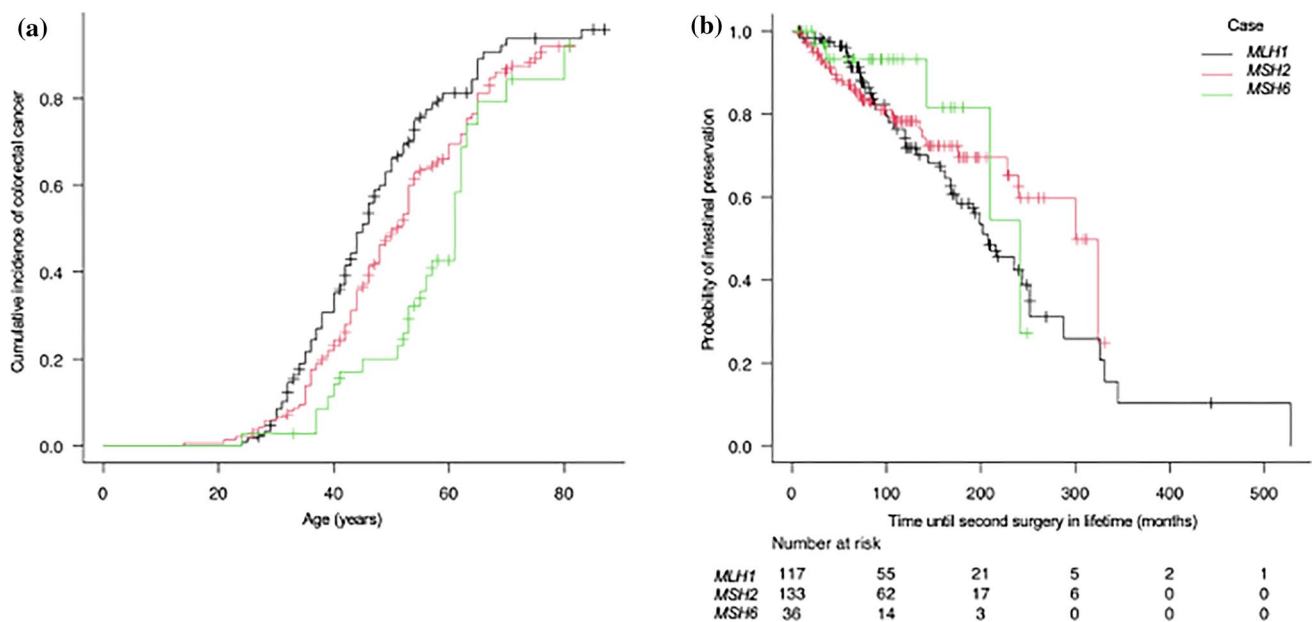 (a)
Cumulative incidence of colorectal cancer
0.8
0.6
0.4
0.2
0.0
0 20 40 60 80
Age (years)
(b)
Probability of intestinal preservation
1.0
0.8
0.6
0.4
0.2
0.0
0 100 200 300 400 500
Time until second surgery in lifetime (months)
Case
MLH1
MSH2
MSH6
Number at risk
MLH1 117 55 21 5 2 1
MSH2 133 62 17 6 0 0
MSH6 36 14 3 0 0 0